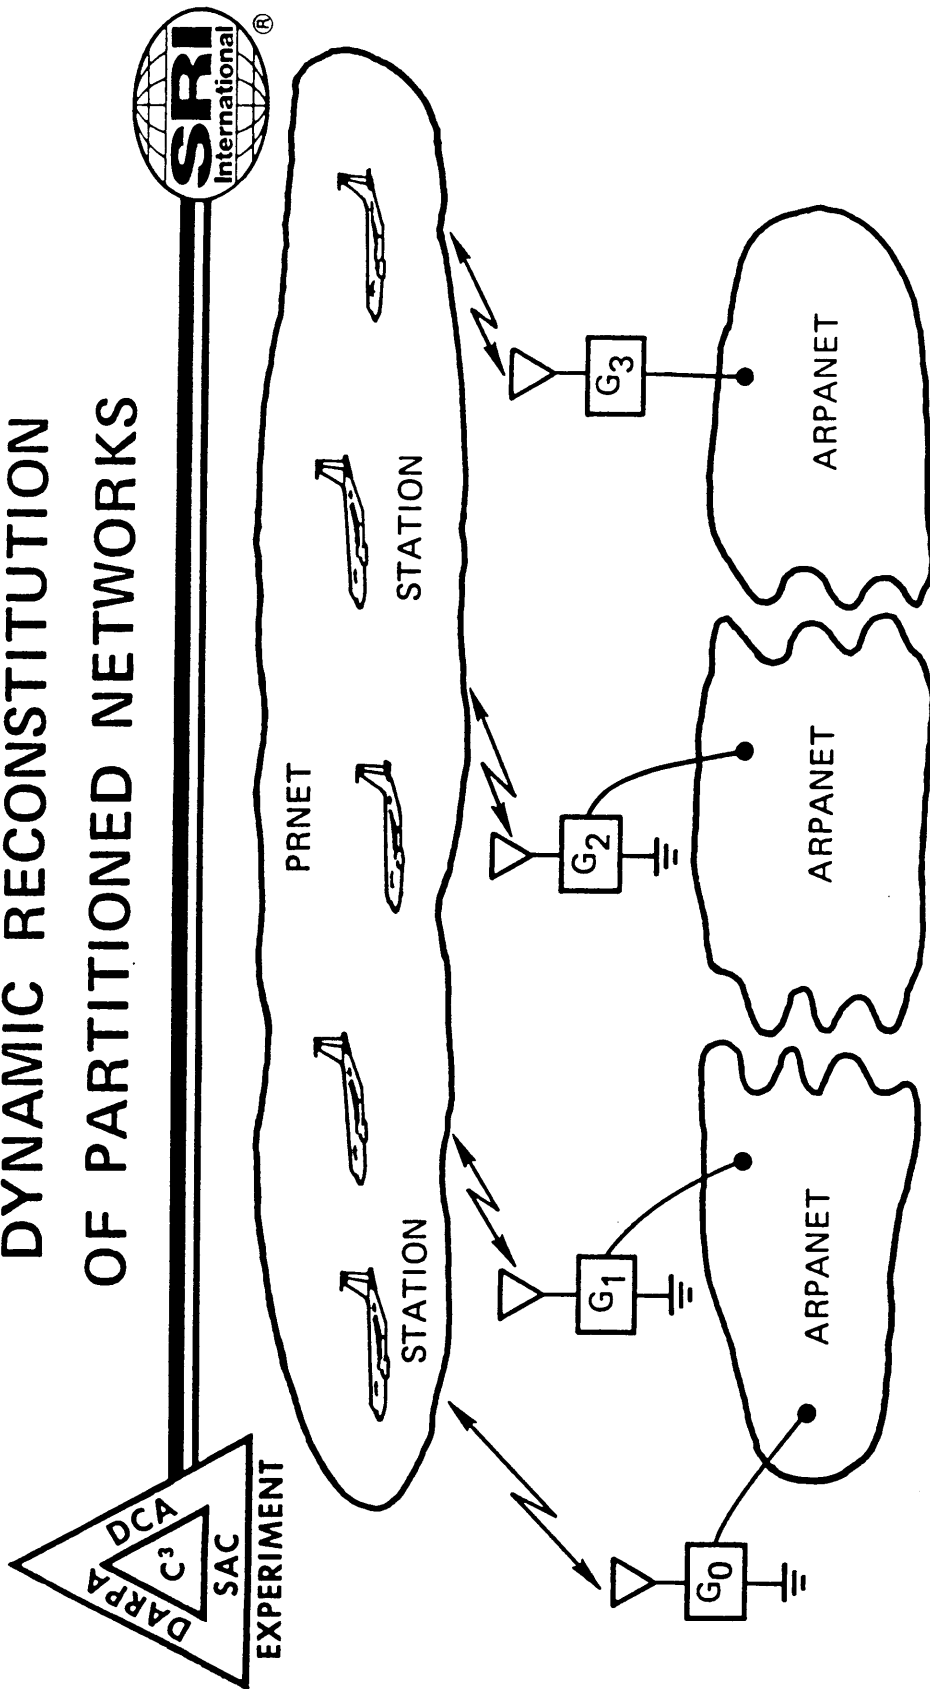 DYNAMIC RECONSTITUTION
OF PARTITIONED NETWORKS
DARPA
DCA
C³
SAC
EXPERIMENT
SRI
International
®
PRNET
STATION
STATION
G0
G1
G2
G3
ARPANET
ARPANET
ARPANET